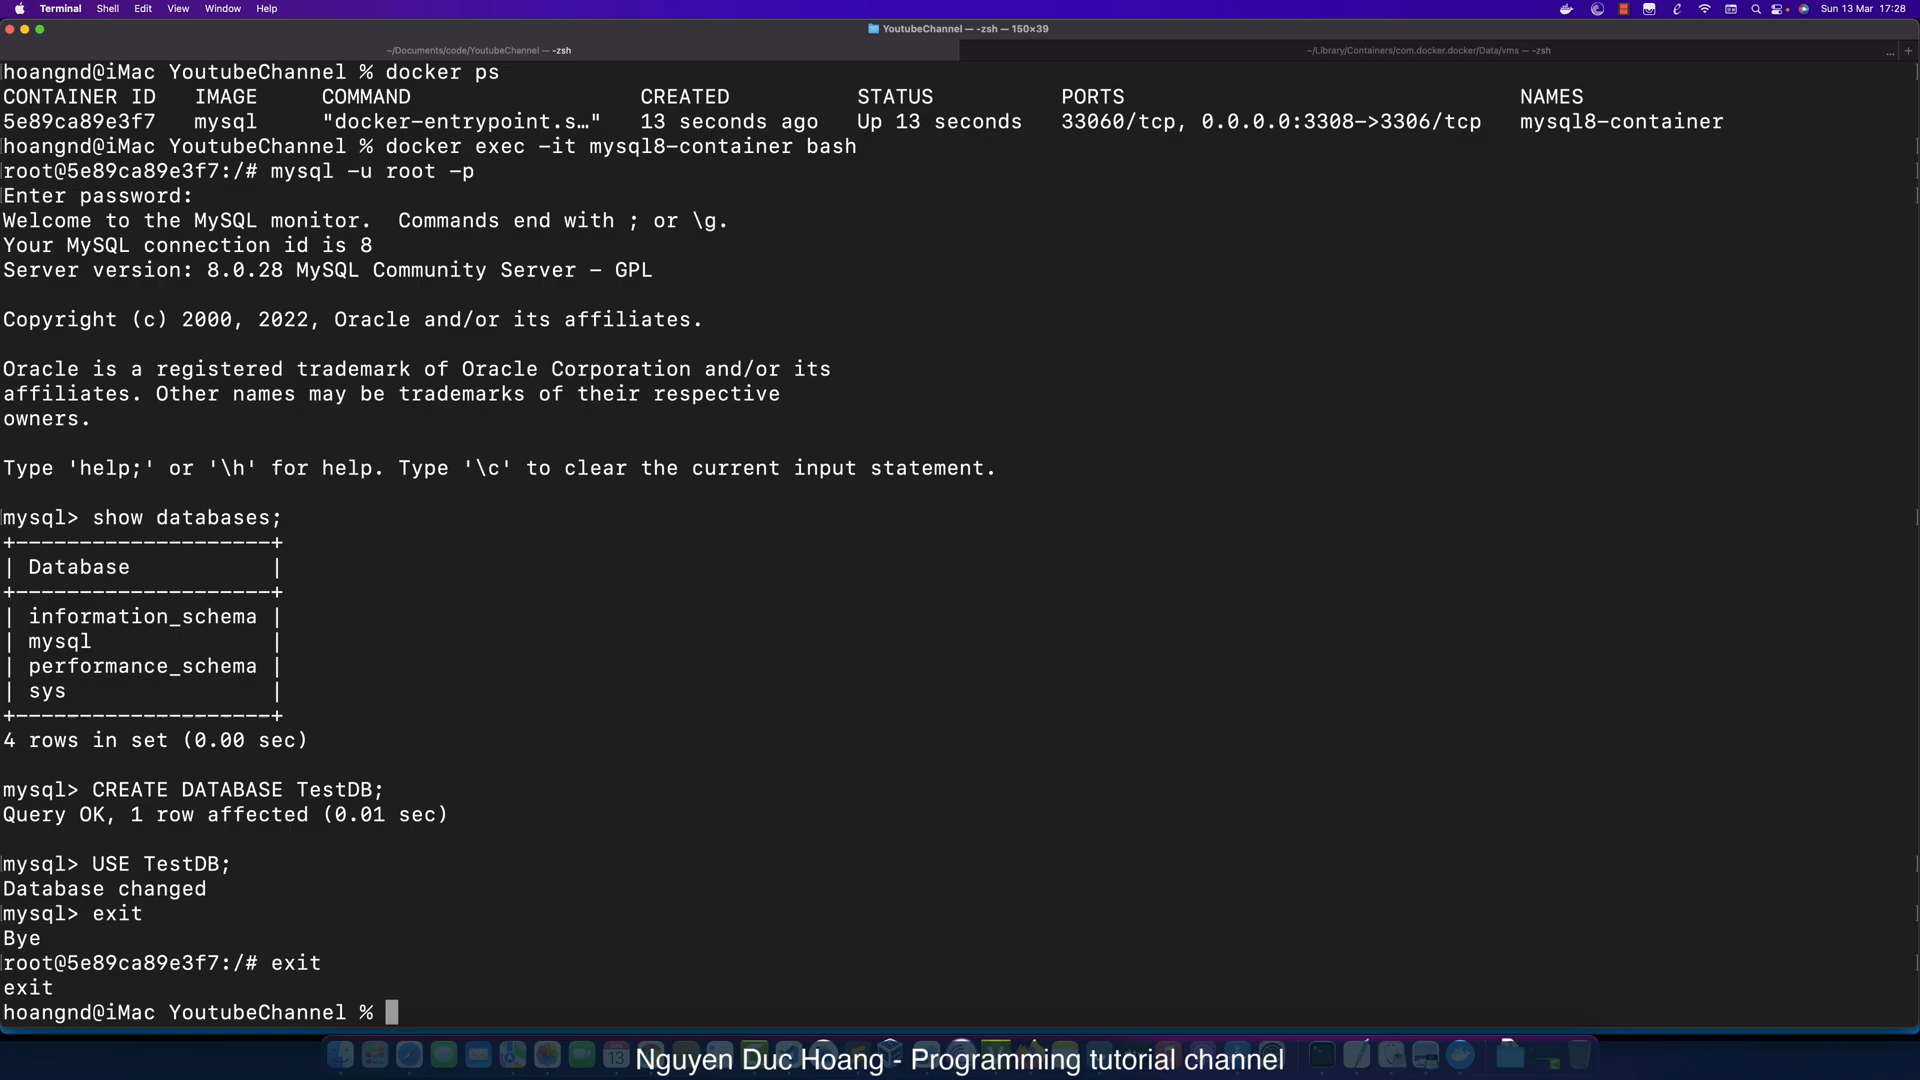 Terminal Shell Edit View Window Help Sun 13 Mar 17:28
YoutubeChannel — -zsh — 150×39
~/Documents/code/YoutubeChannel — -zsh ~/Library/Containers/com.docker.docker/Data/vms — -zsh
hoangnd@iMac YoutubeChannel % docker ps
CONTAINER ID IMAGE COMMAND CREATED STATUS PORTS NAMES
5e89ca89e3f7 mysql "docker-entrypoint.s…" 13 seconds ago Up 13 seconds 33060/tcp, 0.0.0.0:3308->3306/tcp mysql8-container
hoangnd@iMac YoutubeChannel % docker exec -it mysql8-container bash
root@5e89ca89e3f7:/# mysql -u root -p
Enter password:
Welcome to the MySQL monitor. Commands end with ; or \g.
Your MySQL connection id is 8
Server version: 8.0.28 MySQL Community Server - GPL
Copyright (c) 2000, 2022, Oracle and/or its affiliates.
Oracle is a registered trademark of Oracle Corporation and/or its
affiliates. Other names may be trademarks of their respective
owners.
Type 'help;' or '\h' for help. Type '\c' to clear the current input statement.
mysql> show databases;
+--------------------+
| Database           |
+--------------------+
| information_schema |
| mysql              |
| performance_schema |
| sys                |
+--------------------+
4 rows in set (0.00 sec)
mysql> CREATE DATABASE TestDB;
Query OK, 1 row affected (0.01 sec)
mysql> USE TestDB;
Database changed
mysql> exit
Bye
root@5e89ca89e3f7:/# exit
exit
hoangnd@iMac YoutubeChannel %
Nguyen Duc Hoang - Programming tutorial channel